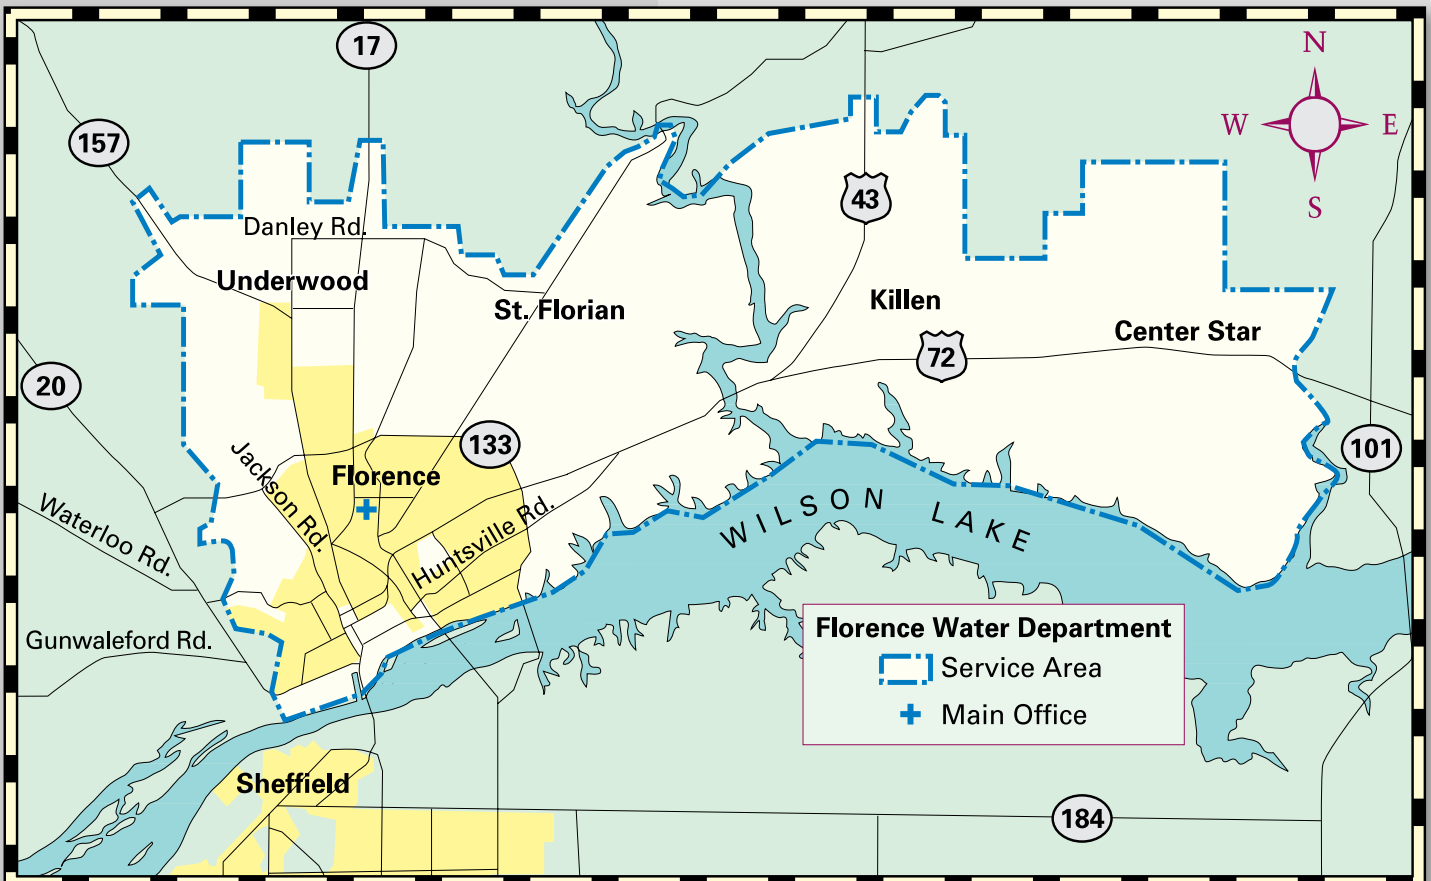 17
N
W
E
S
157
43
Danley Rd.
Underwood
St. Florian
Killen
Center Star
72
20
133
101
Jackson Rd.
Florence
Huntsville Rd.
WILSON LAKE
Waterloo Rd.
Gunwaleford Rd.
Florence Water Department
Service Area
Main Office
Sheffield
184